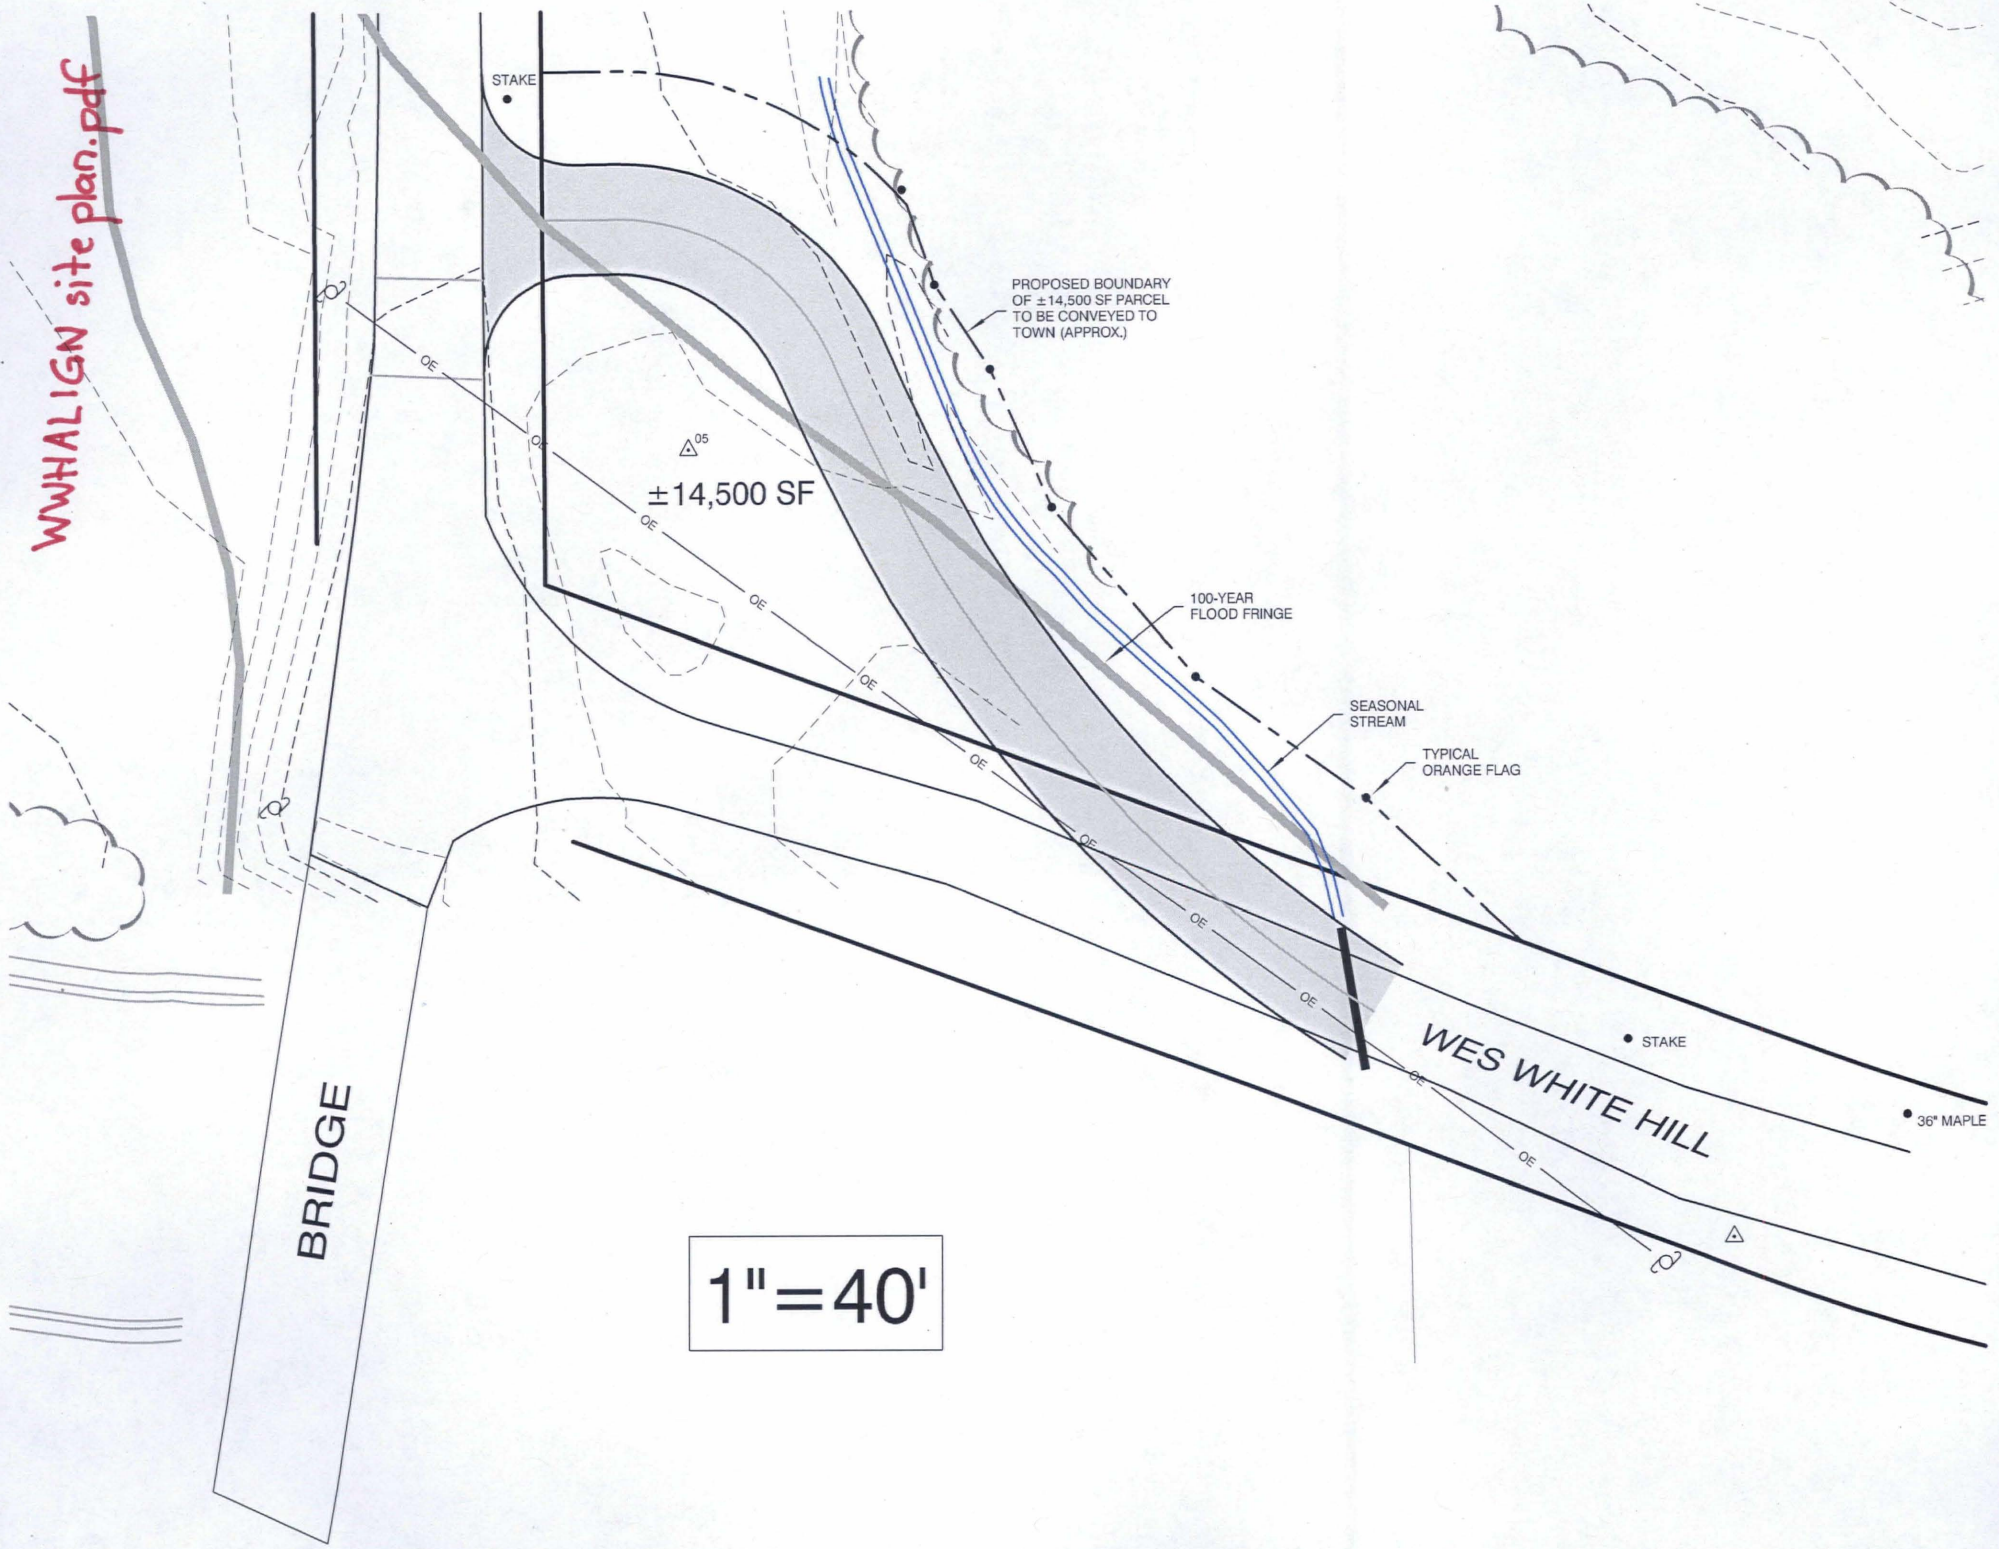 WWHALIGN site plan.pdf
STAKE
PROPOSED BOUNDARY
OF ±14,500 SF PARCEL
TO BE CONVEYED TO
TOWN (APPROX.)
OE
OE
05
±14,500 SF
OE
OE
100-YEAR
FLOOD FRINGE
OE
SEASONAL
STREAM
OE
TYPICAL
ORANGE FLAG
OE
OE
OE
WES WHITE HILL
STAKE
OE
36" MAPLE
OE
BRIDGE
1"=40'